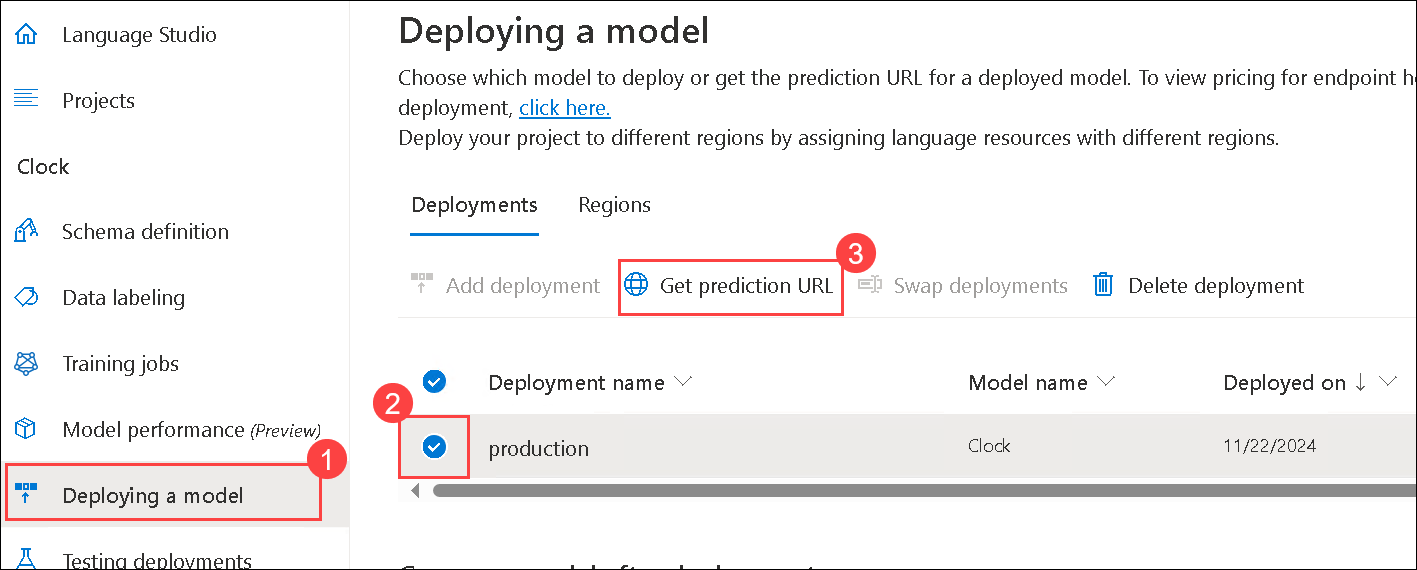 Language Studio
Projects
Clock
Schema definition
Data labeling
Training jobs
Model performance (Preview)
1
Deploying a model
Testing deployments
Deploying a model
Choose which model to deploy or get the prediction URL for a deployed model. To view pricing for endpoint
deployment, click here.
Deploy your project to different regions by assigning language resources with different regions.
Deployments Regions
3
Add deployment Get prediction URL Swap deployments Delete deployment
Deployment name Model name Deployed on
2
production Clock 11/22/2024